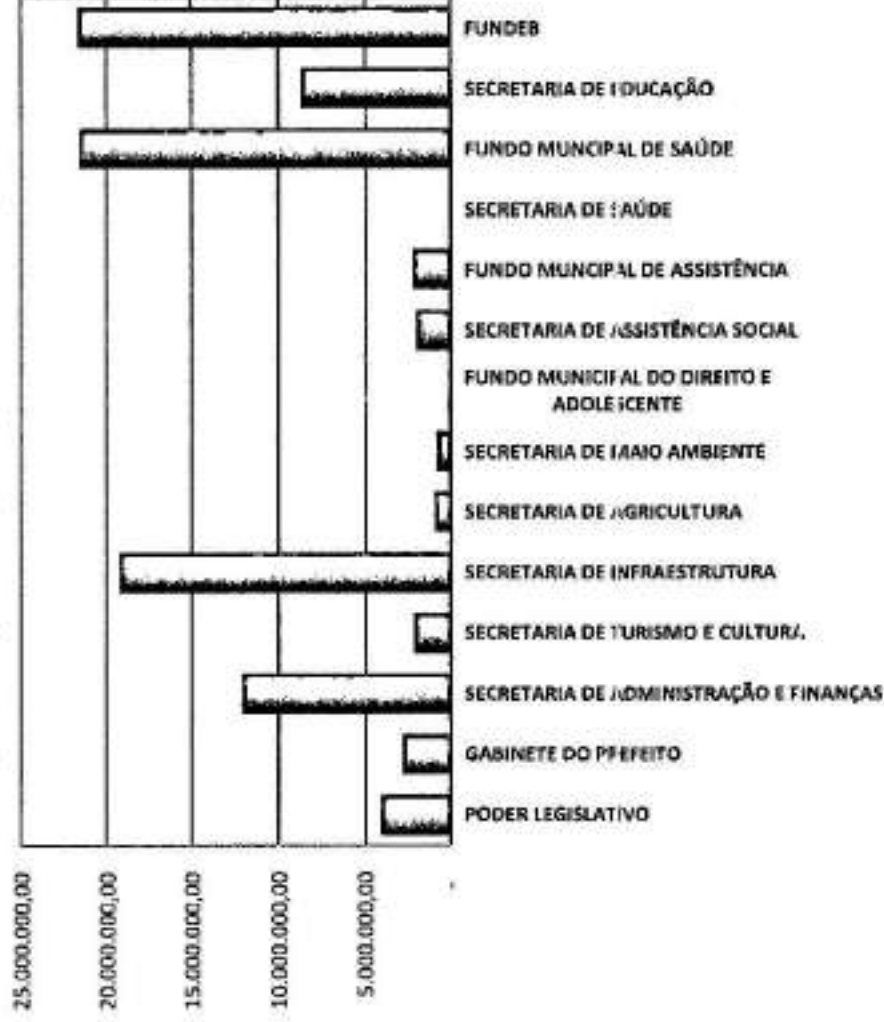 FUNDEB
SECRETARIA DE EDUCAÇÃO
FUNDO MUNCIPAL DE SAÚDE
SECRETARIA DE SAÚDE
FUNDO MUNCIPAL DE ASSISTÊNCIA
SECRETARIA DE ASSISTÊNCIA SOCIAL
FUNDO MUNICIPAL DO DIREITO E
ADOLESCENTE
SECRETARIA DE MAIO AMBIENTE
SECRETARIA DE AGRICULTURA
SECRETARIA DE INFRAESTRUTURA
SECRETARIA DE TURISMO E CULTURA
SECRETARIA DE ADMINISTRAÇÃO E FINANÇAS
GABINETE DO PREFEITO
PODER LEGISLATIVO
25.000.000,00
20.000.000,00
15.000.000,00
10.000.000,00
5.000.000,00
-